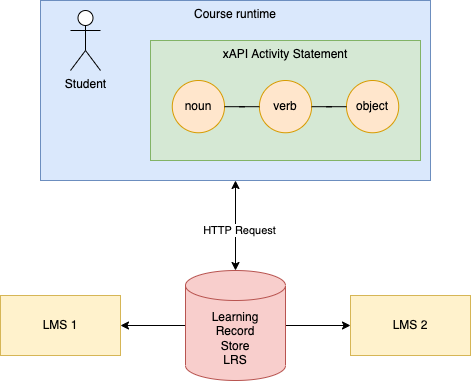 Course runtime
Student
xAPI Activity Statement
noun
verb
object
HTTP Request
LMS 1
Learning
Record
Store
LRS
LMS 2